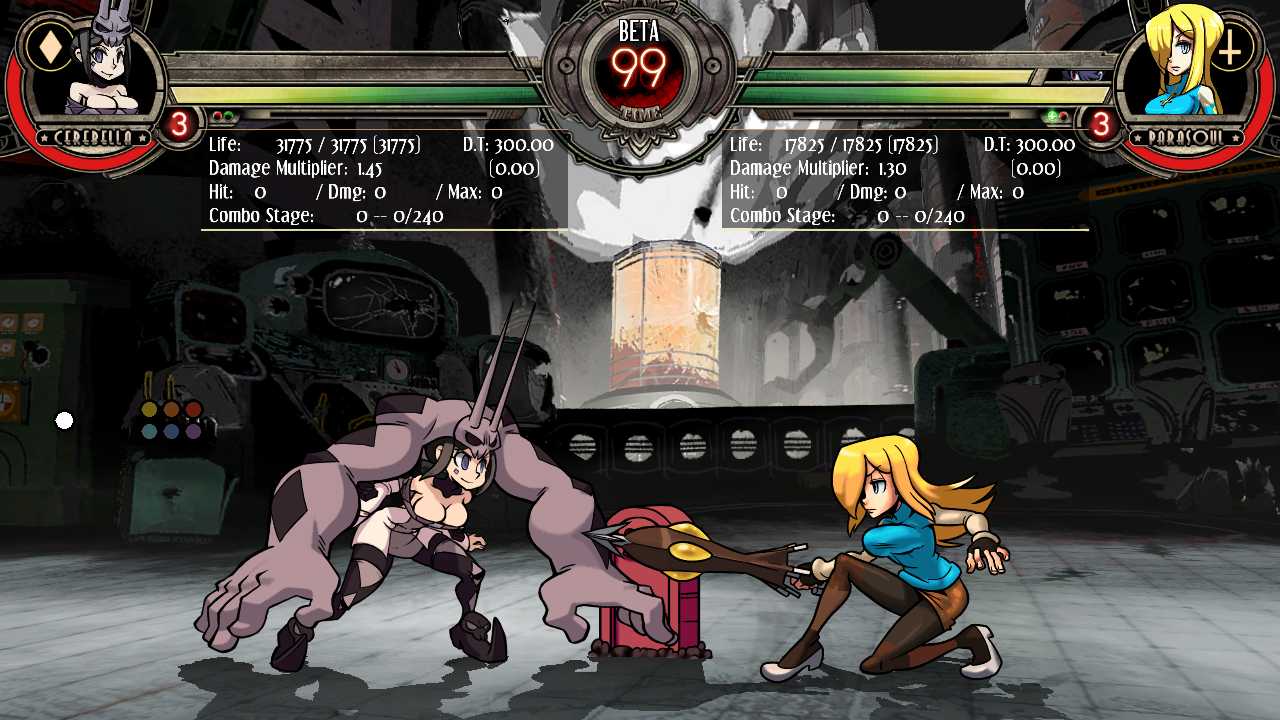 BETA
99
TIME
CEREBELLA
3
3
PARASOUL
Life: 31775 / 31775 (31775) D.T: 300.00
Damage Multiplier: 1.45 (0.00)
Hit: 0 / Dmg: 0 / Max: 0
Combo Stage: 0 -- 0/240
Life: 17825 / 17825 (17825) D.T: 300.00
Damage Multiplier: 1.30 (0.00)
Hit: 0 / Dmg: 0 / Max: 0
Combo Stage: 0 -- 0/240